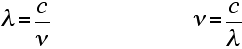 λ = c/ν ν = c/λ